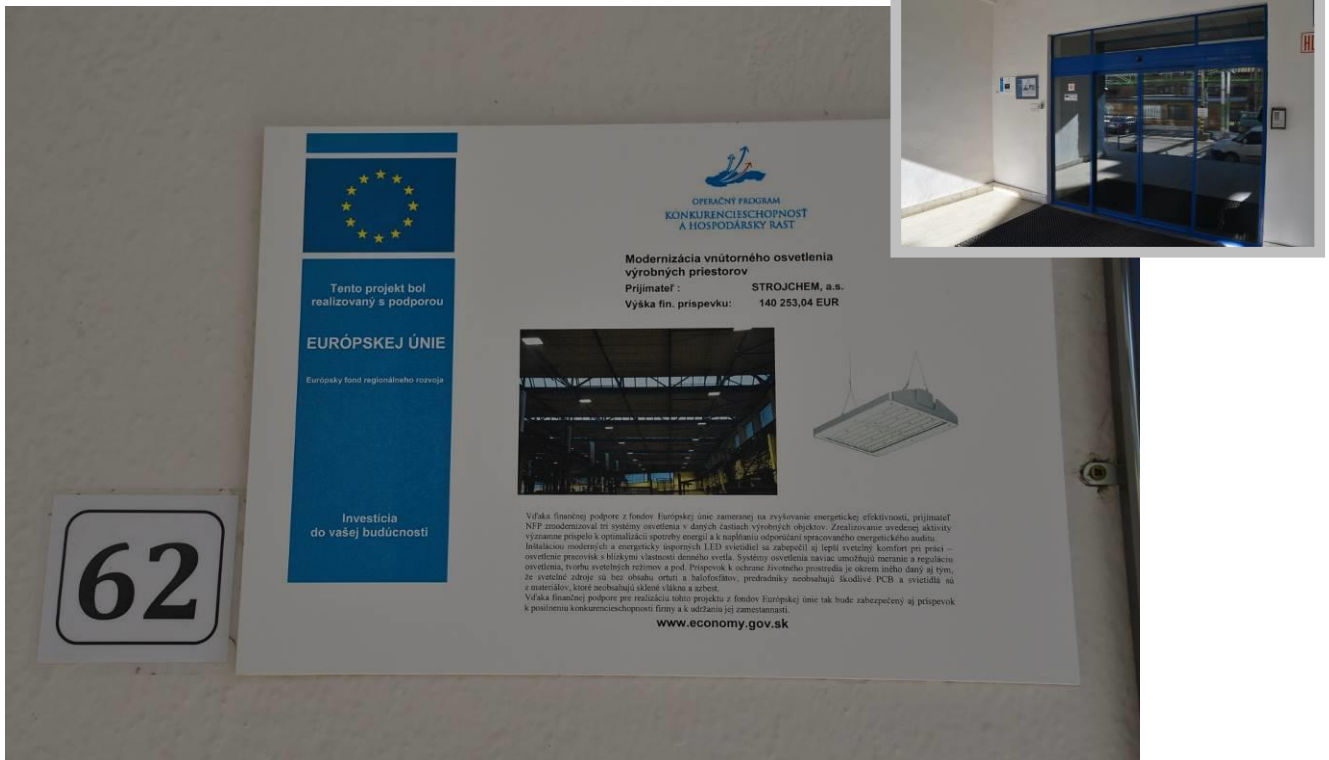 Tento projekt bol
realizovaný s podporou
EURÓPSKEJ ÚNIE
Európsky fond regionálneho rozvoja
Investícia
do vašej budúcnosti
OPERAČNÝ PROGRAM
KONKURENCIESCHOPNOSŤ
A HOSPODÁRSKY RAST
Modernizácia vnútorného osvetlenia
výrobných priestorov
Prijímateľ : STROJCHEM, a.s.
Výška fin. príspevku: 140 253,04 EUR
Vďaka finančnej podpore z fondov Európskej únie zameranej na zvyšovanie energetickej efektívnosti, prijímateľ
NFP zmodernizoval tri systémy osvetlenia v daných častiach výrobných objektov. Zrealizovanie uvedenej aktivity
významne prispelo k optimalizácii spotreby energií a k napĺňaniu odporúčaní spracovaného energetického auditu.
Inštaláciou moderných a energeticky úsporných LED svietidiel sa zabezpečil aj lepší svetelný komfort pri práci –
osvetlenie pracovísk s blízkymi vlastnosti denného svetla. Systémy osvetlenia naviac umožňujú meranie a reguláciu
osvetlenia, tvorbu svetelných režimov a pod. Príspevok k ochrane životného prostredia je okrem iného daný aj tým,
že svetelné zdroje sú bez obsahu ortuti a halofosfátov, predradníky neobsahujú škodlivé PCB a svietidlá sú
z materiálov, ktoré neobsahujú sklené vlákna a azbest.
Vďaka finančnej podpore pre realizáciu tohto projektu z fondov Európskej únie tak bude zabezpečený aj príspevok
k posilneniu konkurencieschopnosti firmy a k udržaniu jej zamestnanosti.
www.economy.gov.sk
62